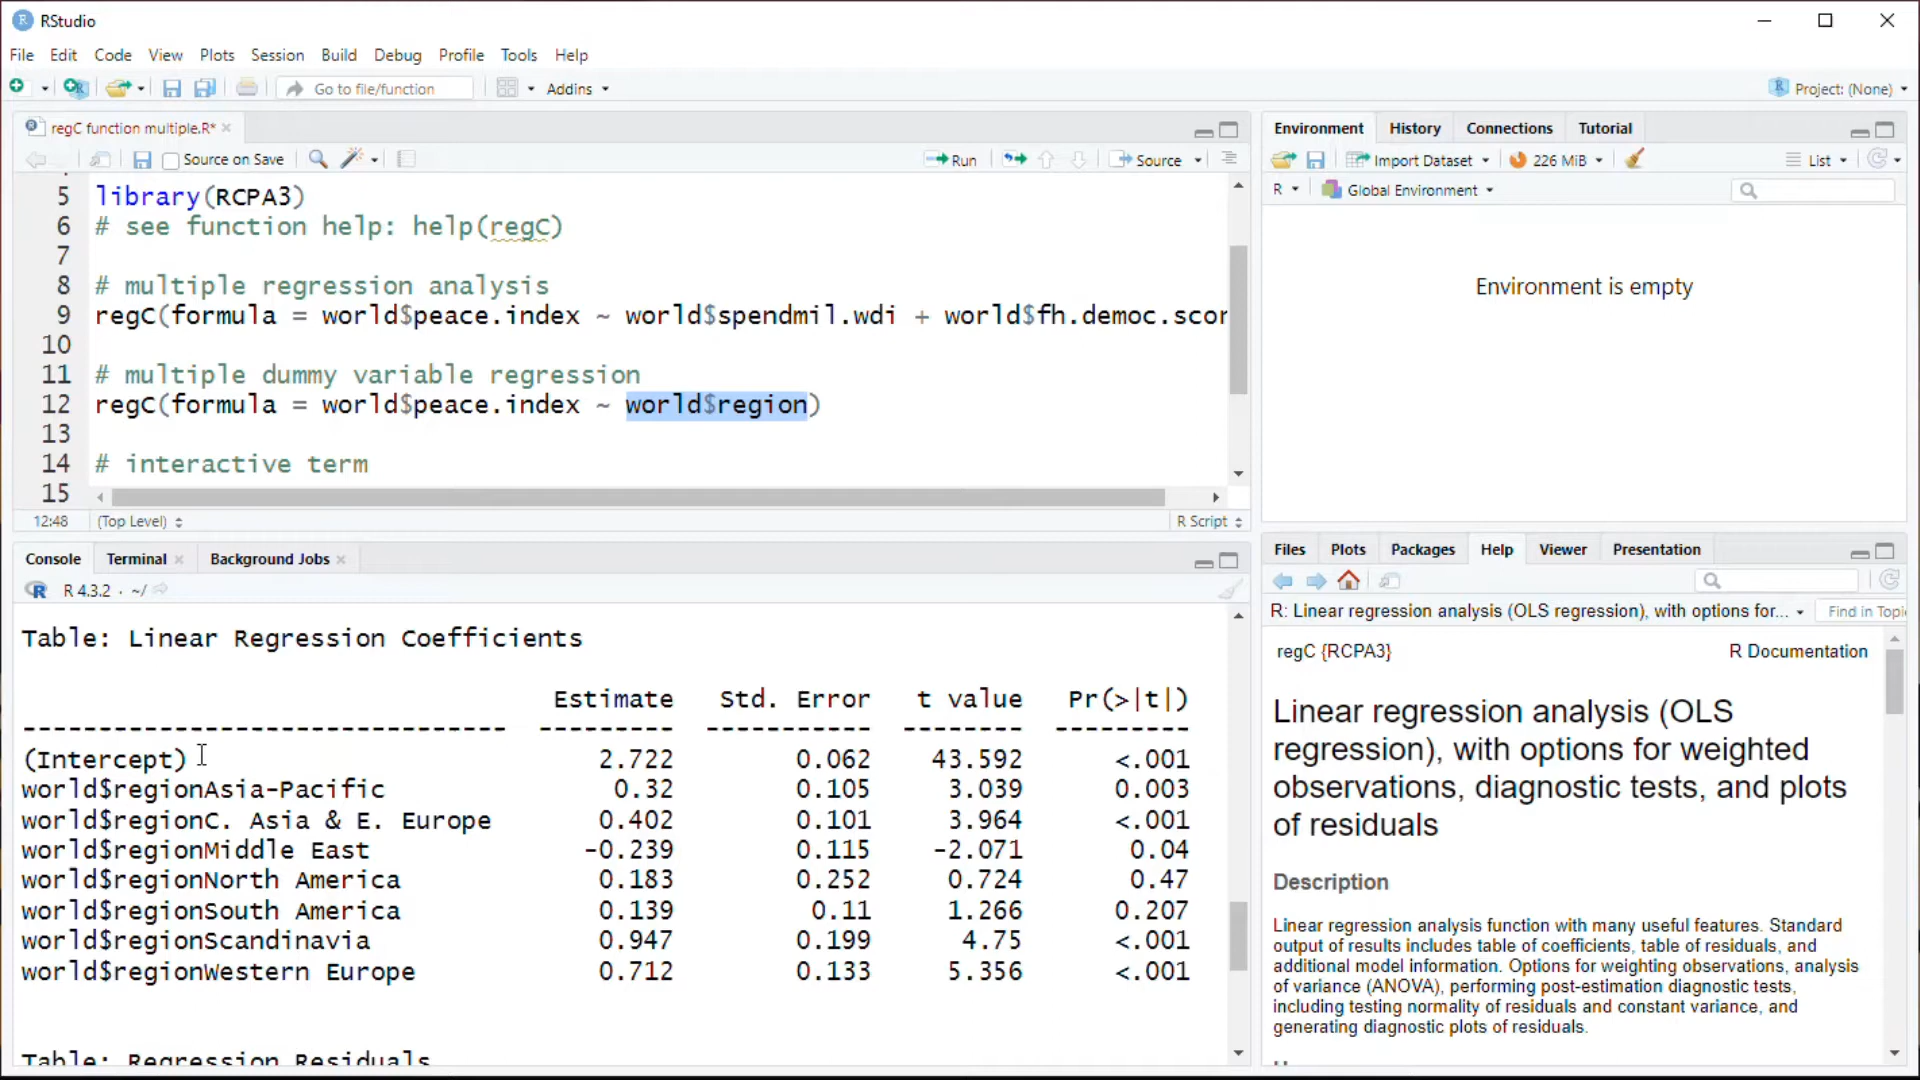 RStudio
File Edit Code View Plots Session Build Debug Profile Tools Help
Go to file/function Addins Project: (None)
regC function multiple.R*
Source on Save Run Source
5 library(RCPA3)
6 # see function help: help(regC)
7
8 # multiple regression analysis
9 regC(formula = world$peace.index ~ world$spendmil.wdi + world$fh.democ.scor
10
11 # multiple dummy variable regression
12 regC(formula = world$peace.index ~ world$region)
13
14 # interactive term
15
12:48 (Top Level) R Script
Console Terminal Background Jobs
R 4.3.2 · ~/
Table: Linear Regression Coefficients
Estimate Std. Error t value Pr(>|t|)
------------------------------- --------- ----------- -------- ---------
(Intercept) 2.722 0.062 43.592 <.001
world$regionAsia-Pacific 0.32 0.105 3.039 0.003
world$regionC. Asia & E. Europe 0.402 0.101 3.964 <.001
world$regionMiddle East -0.239 0.115 -2.071 0.04
world$regionNorth America 0.183 0.252 0.724 0.47
world$regionSouth America 0.139 0.11 1.266 0.207
world$regionScandinavia 0.947 0.199 4.75 <.001
world$regionWestern Europe 0.712 0.133 5.356 <.001
Table: Regression Residuals
Environment History Connections Tutorial
Import Dataset 226 MiB List
R Global Environment
Environment is empty
Files Plots Packages Help Viewer Presentation
R: Linear regression analysis (OLS regression), with options for... Find in Topi
regC {RCPA3} R Documentation
Linear regression analysis (OLS
regression), with options for weighted
observations, diagnostic tests, and plots
of residuals
Description
Linear regression analysis function with many useful features. Standard
output of results includes table of coefficients, table of residuals, and
additional model information. Options for weighting observations, analysis
of variance (ANOVA), performing post-estimation diagnostic tests,
including testing normality of residuals and constant variance, and
generating diagnostic plots of residuals.